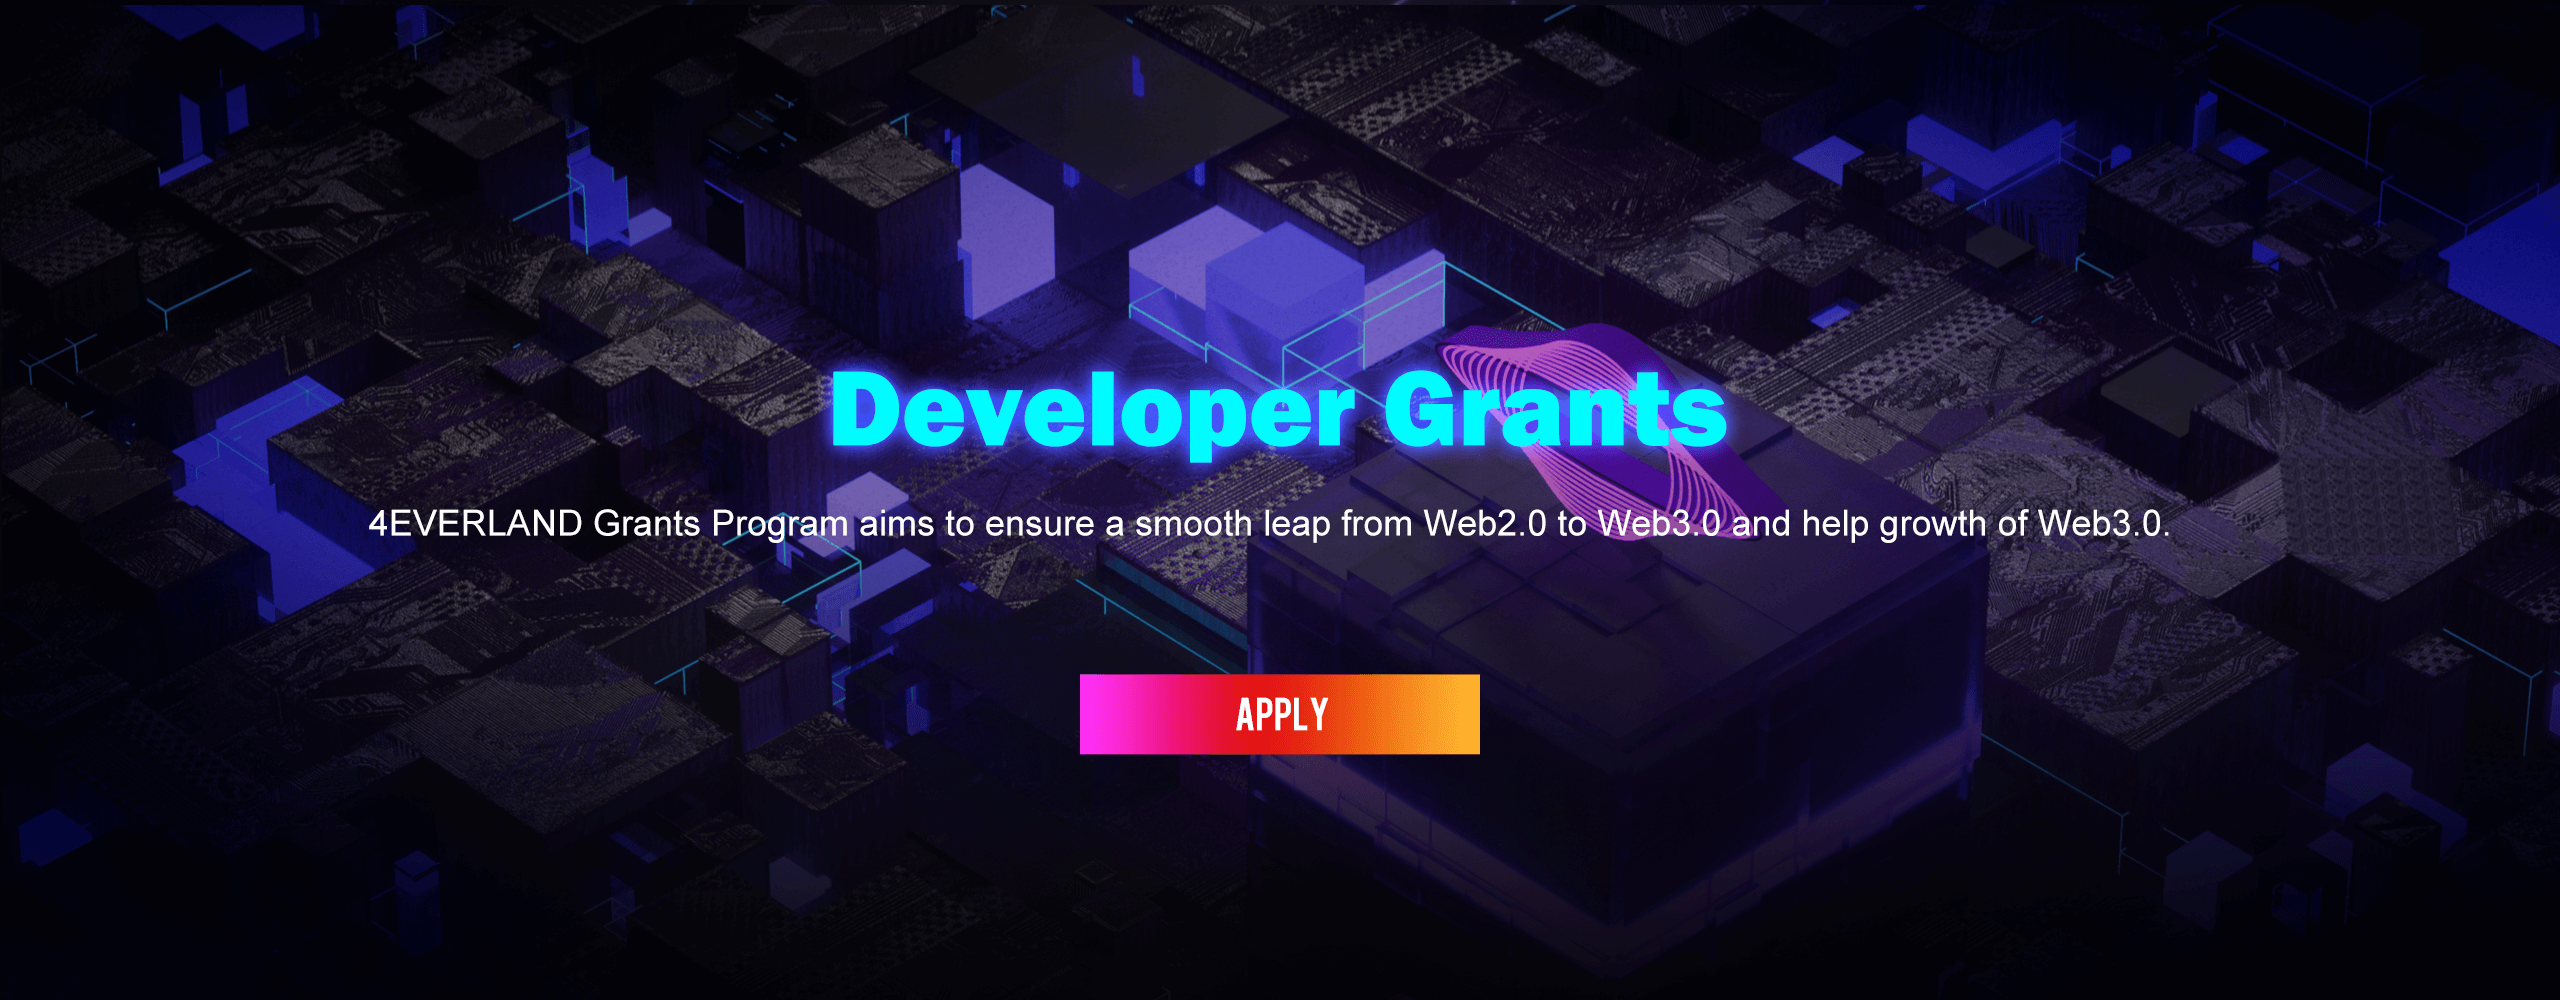 Developer Grants
4EVERLAND Grants Program aims to ensure a smooth leap from Web2.0 to Web3.0 and help growth of Web3.0.
APPLY